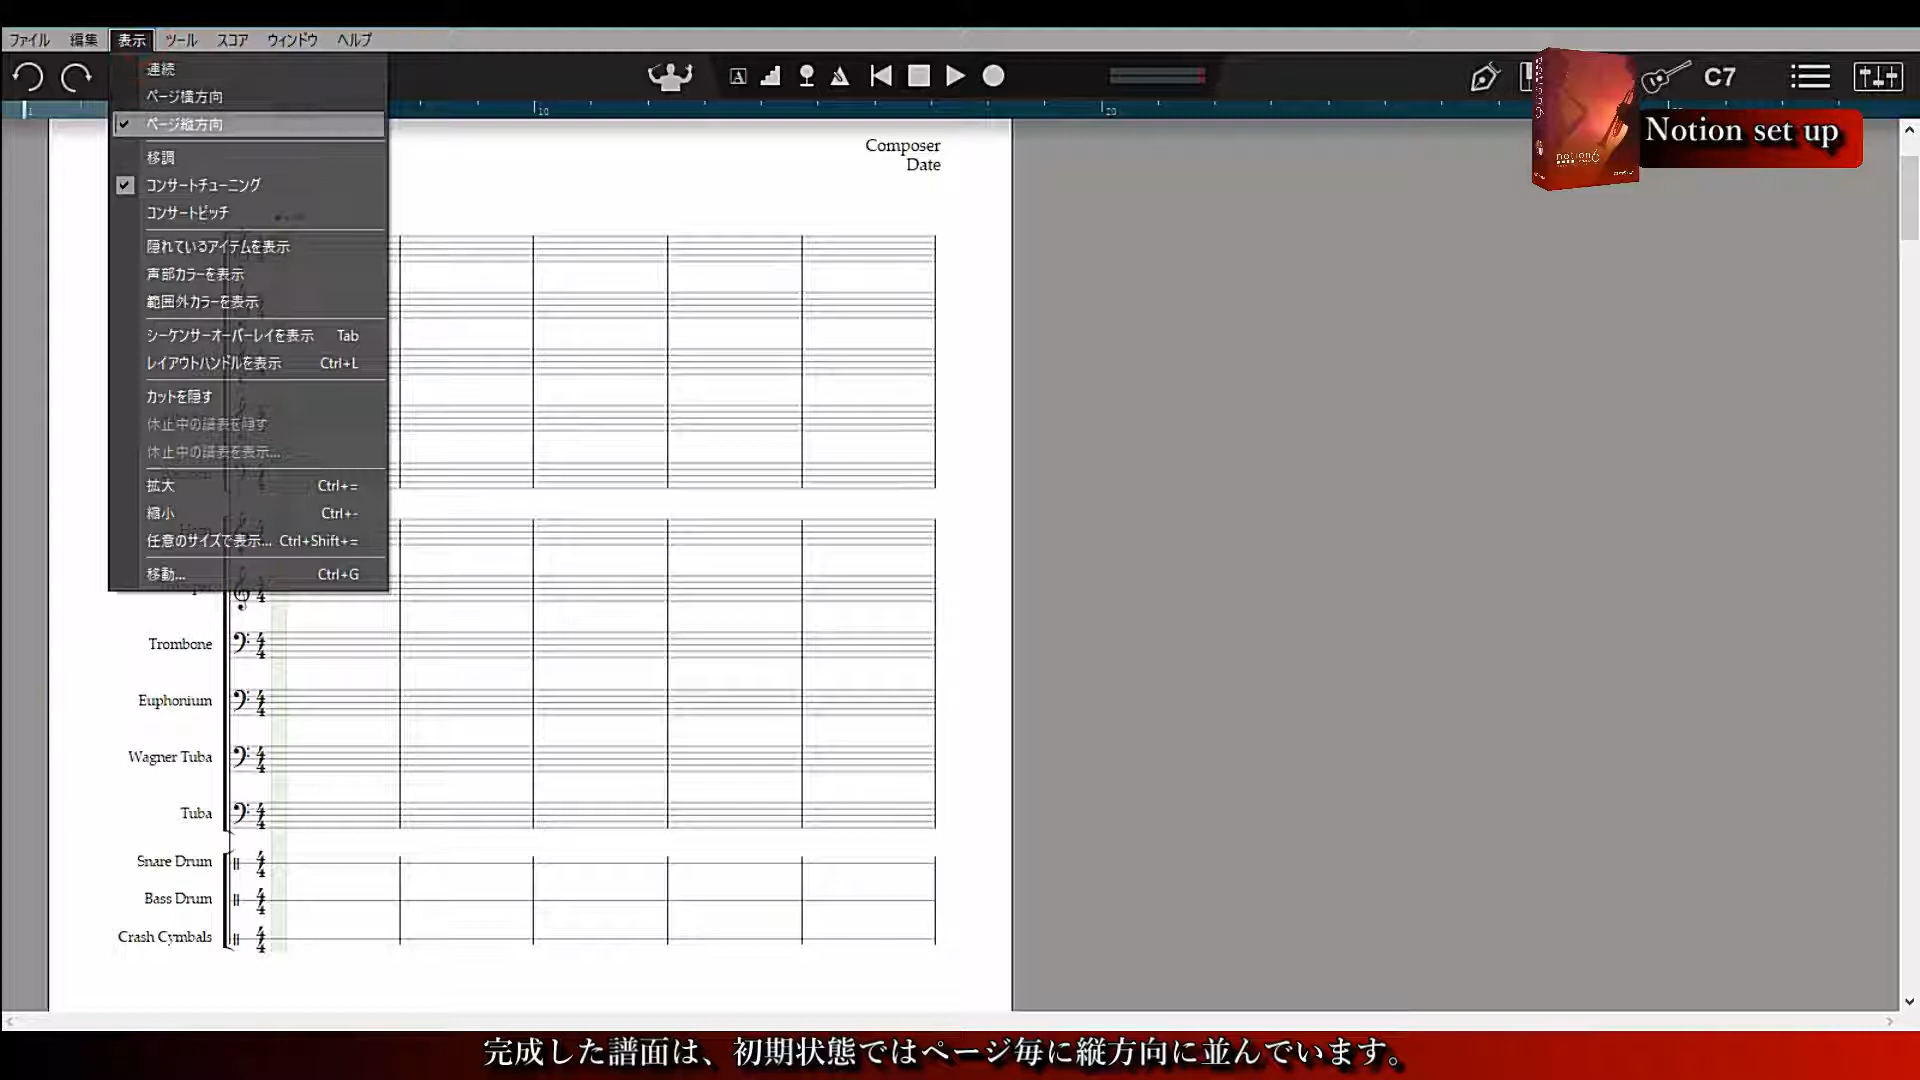 ファイル 編集 表示 ツール スコア ウィンドウ ヘルプ
連続
ページ横方向
ページ縦方向
移調
コンサートチューニング
コンサートピッチ
隠れているアイテムを表示
声部カラーを表示
範囲外カラーを表示
シーケンサーオーバーレイを表示 Tab
レイアウトハンドルを表示 Ctrl+L
カットを隠す
休止中の譜表を隠す
休止中の譜表を表示...
拡大 Ctrl+=
縮小 Ctrl+-
任意のサイズで表示... Ctrl+Shift+=
移動... Ctrl+G
A
C7
1
10
20
Notion set up
notion6
Composer
Date
Trombone
Euphonium
Wagner Tuba
Tuba
Snare Drum
Bass Drum
Crash Cymbals
完成した譜面は、初期状態ではページ毎に縦方向に並んでいます。